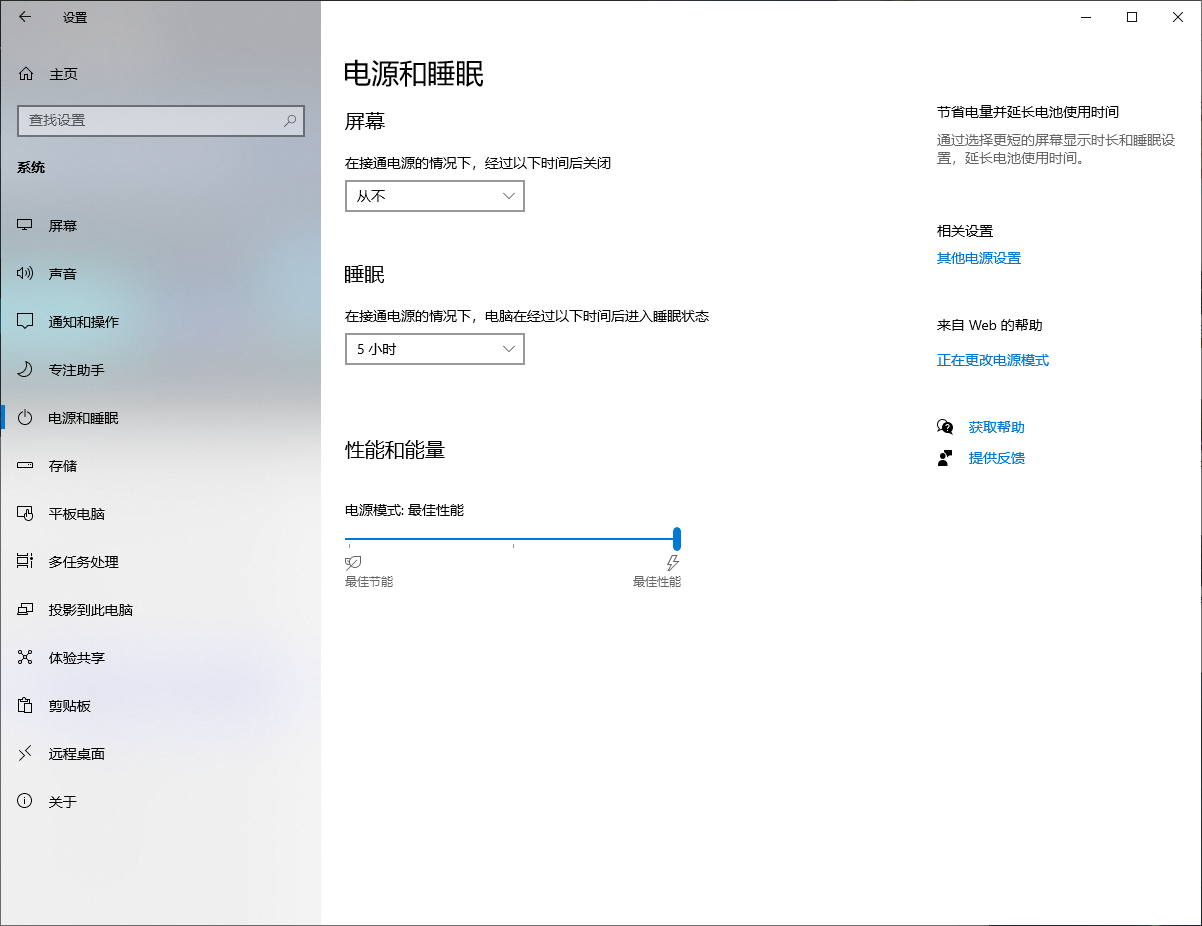 设置
主页
查找设置
系统
屏幕
声音
通知和操作
专注助手
电源和睡眠
存储
平板电脑
多任务处理
投影到此电脑
体验共享
剪贴板
远程桌面
关于
电源和睡眠
屏幕
在接通电源的情况下，经过以下时间后关闭
从不
睡眠
在接通电源的情况下，电脑在经过以下时间后进入睡眠状态
5 小时
性能和能量
电源模式: 最佳性能
最佳节能
最佳性能
节省电量并延长电池使用时间
通过选择更短的屏幕显示时长和睡眠设
置，延长电池使用时间。
相关设置
其他电源设置
来自 Web 的帮助
正在更改电源模式
获取帮助
提供反馈